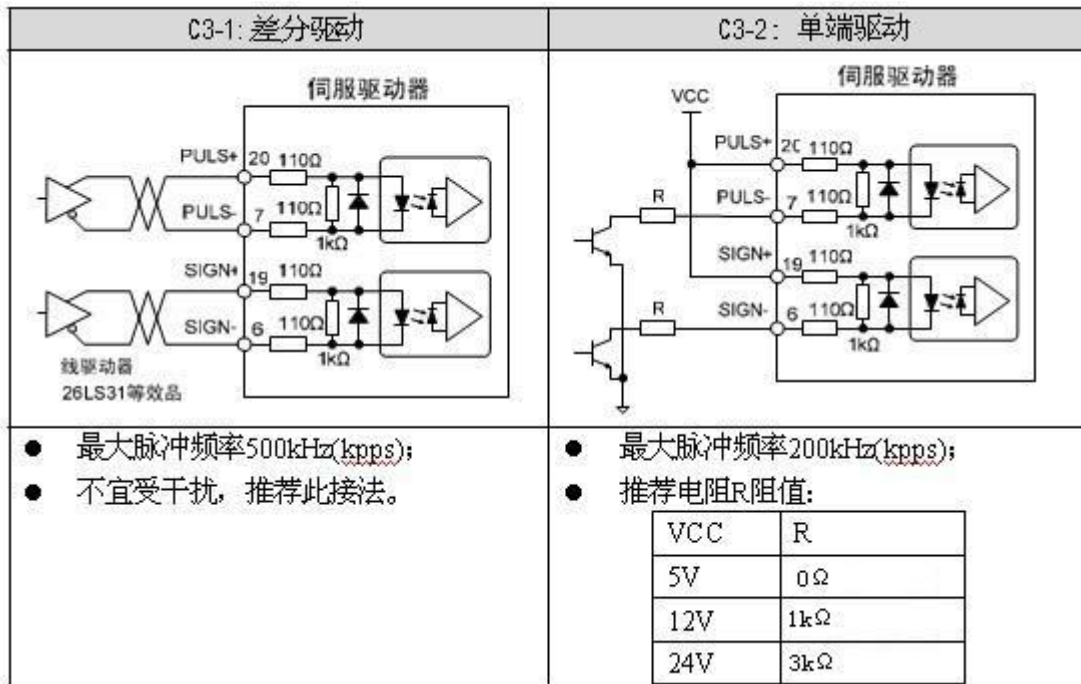 C3-1:差分驱动
C3-2: 单端驱动
伺服驱动器
PULS+ 20 110Ω
PULS- 7 110Ω
1kΩ
SIGN+ 19 110Ω
SIGN- 6 110Ω
1kΩ
线驱动器
26LS31等效品
伺服驱动器
VCC
PULS+ 20 110Ω
R
PULS- 7 110Ω
1kΩ
SIGN+ 19 110Ω
R
SIGN- 6 110Ω
1kΩ
● 最大脉冲频率500kHz(kpps);
● 不宜受干扰，推荐此接法。
● 最大脉冲频率200kHz(kpps);
● 推荐电阻R阻值:
VCC R
5V 0Ω
12V 1kΩ
24V 3kΩ